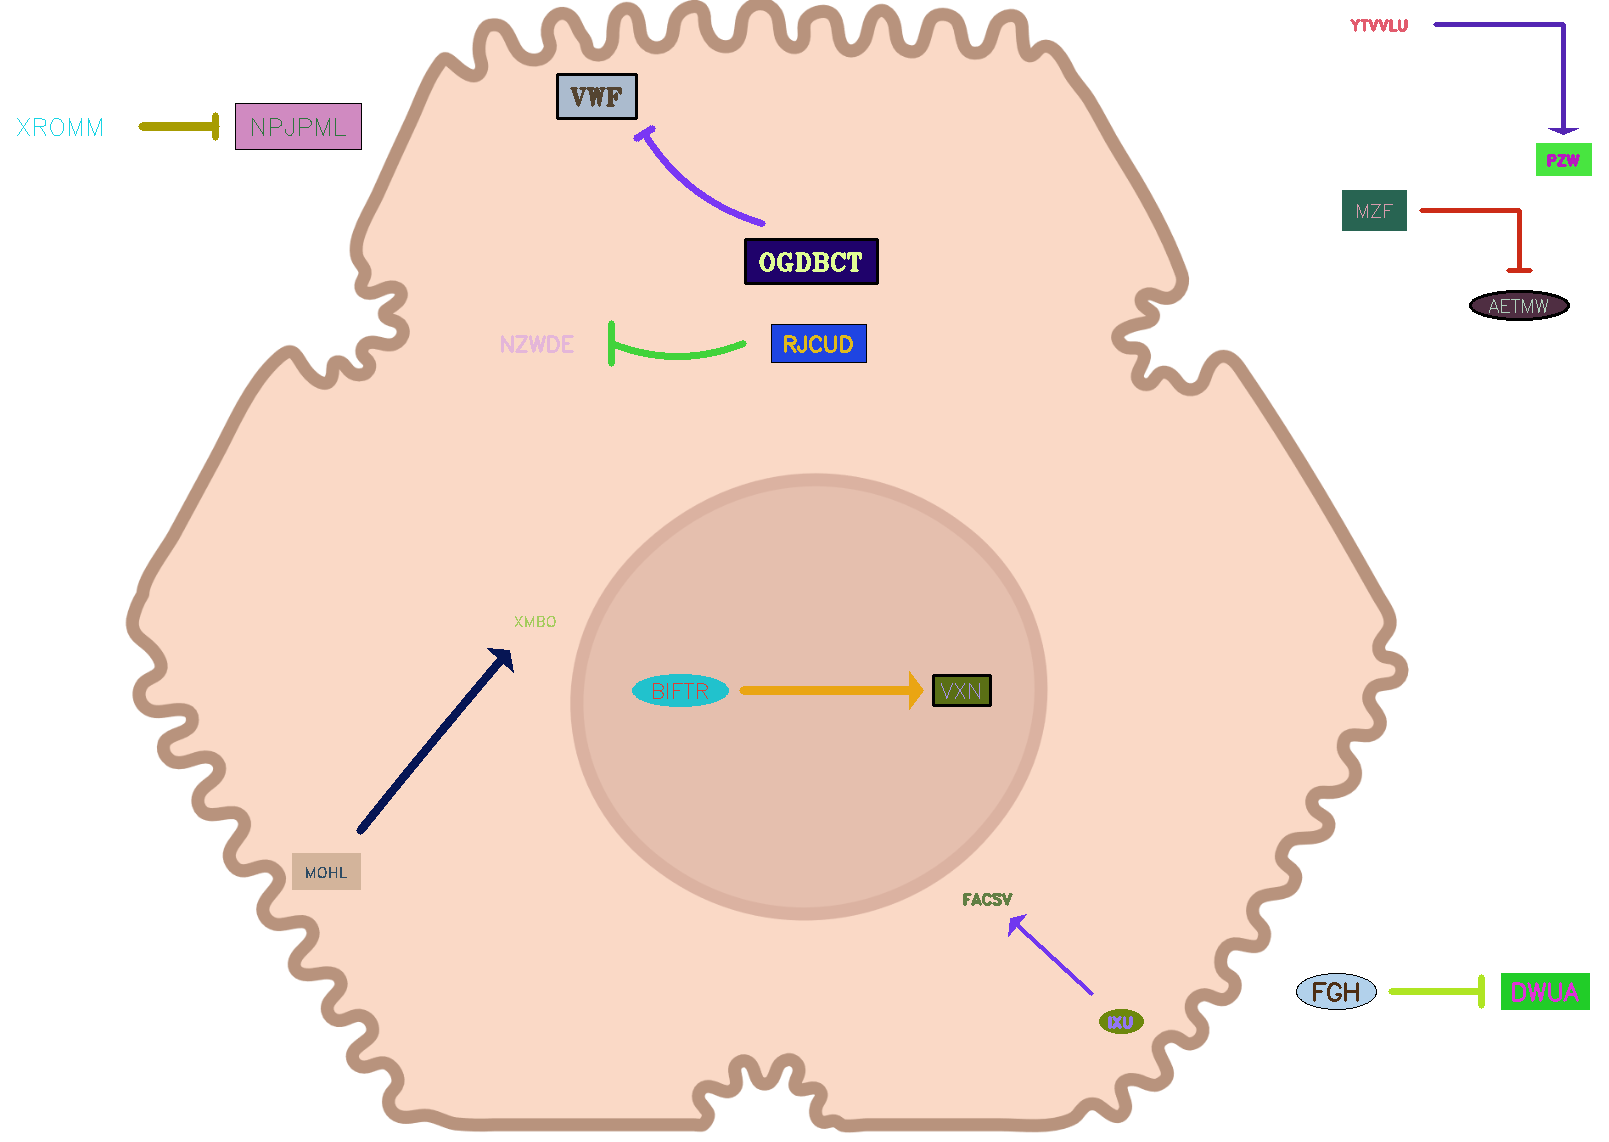 YTVVLU
VWF
XROMM
NPJPML
PZW
MZF
OGDBCT
AETMW
NZWDE
RJCUD
XMBO
BIFTR
VXN
MOHL
FACSV
FGH
DWUA
IXU